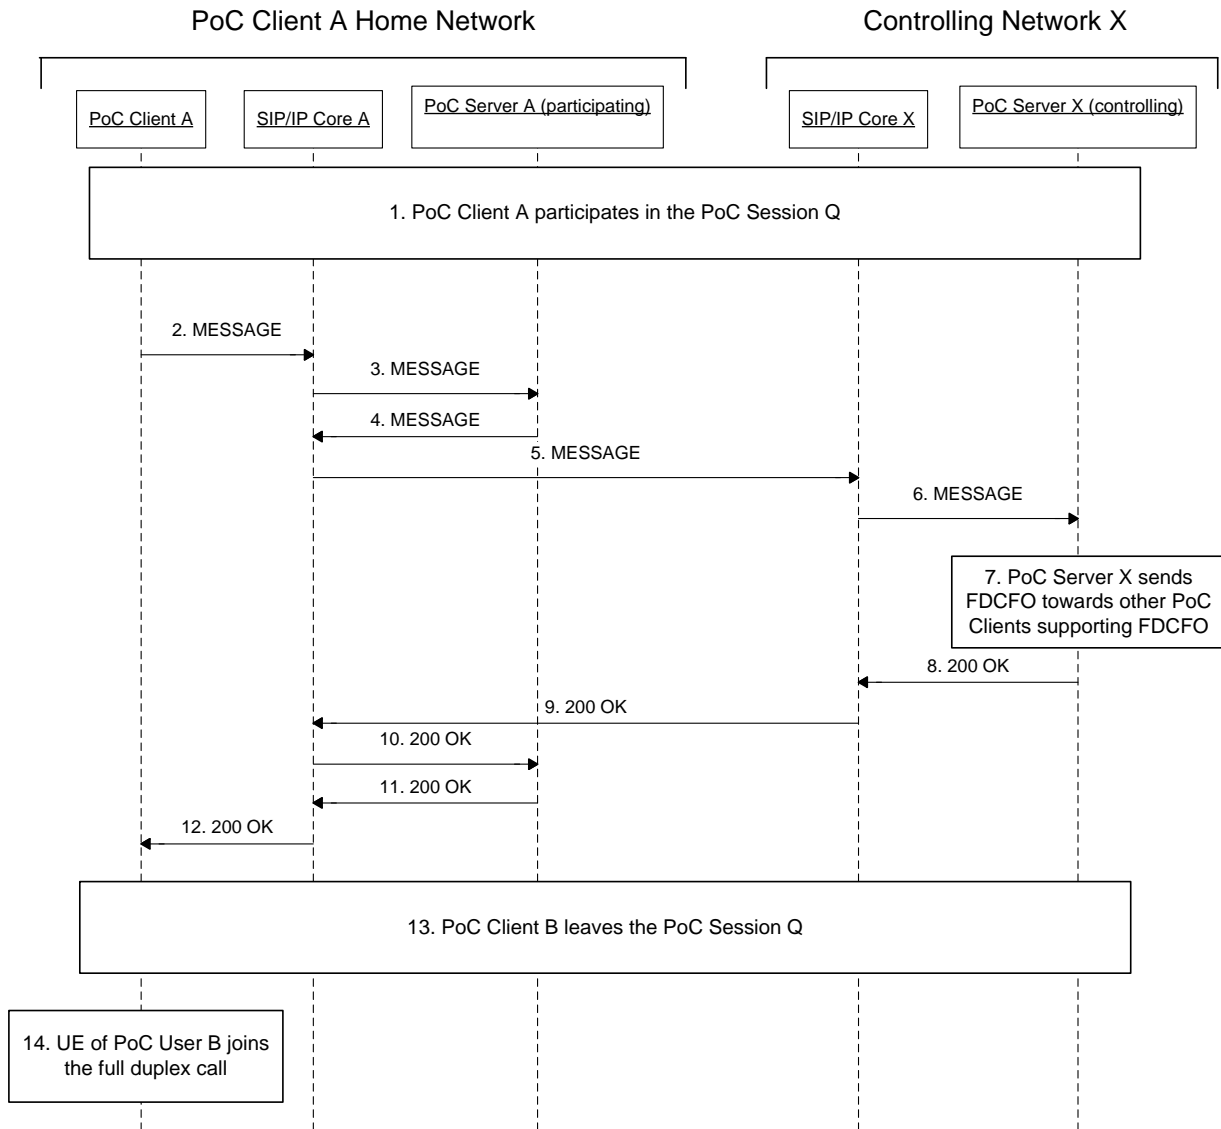 PoC Client A Home Network
Controlling Network X
PoC Client A
SIP/IP Core A
PoC Server A (participating)
SIP/IP Core X
PoC Server X (controlling)
1. PoC Client A participates in the PoC Session Q
2. MESSAGE
3. MESSAGE
4. MESSAGE
5. MESSAGE
6. MESSAGE
7. PoC Server X sends
FDCFO towards other PoC
Clients supporting FDCFO
8. 200 OK
9. 200 OK
10. 200 OK
11. 200 OK
12. 200 OK
13. PoC Client B leaves the PoC Session Q
14. UE of PoC User B joins
the full duplex call